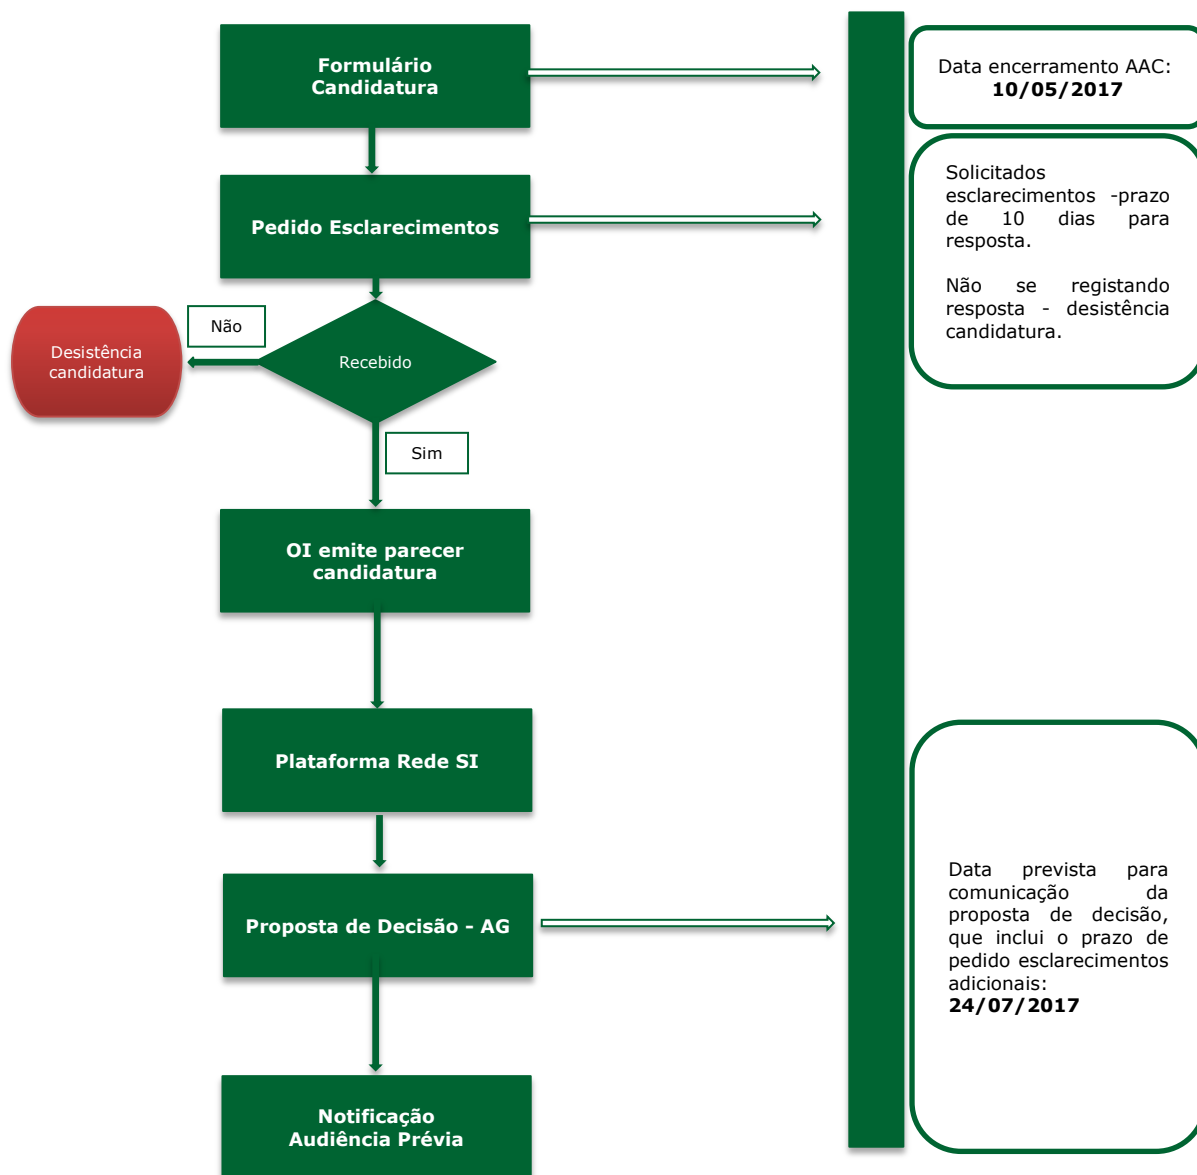 Formulário
Candidatura
Data encerramento AAC:
10/05/2017
Pedido Esclarecimentos
Solicitados
esclarecimentos -prazo
de 10 dias para
resposta.
Não se registando
resposta - desistência
candidatura.
Não
Desistência
candidatura
Recebido
Sim
OI emite parecer
candidatura
Plataforma Rede SI
Proposta de Decisão - AG
Data prevista para
comunicação da
proposta de decisão,
que inclui o prazo de
pedido esclarecimentos
adicionais:
24/07/2017
Notificação
Audiência Prévia